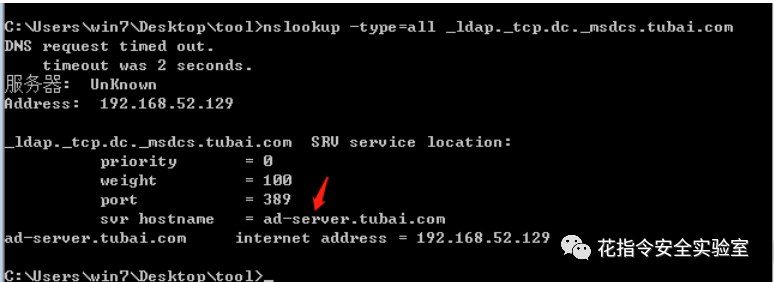 C:\Users\win7\Desktop\tool>nslookup -type=all _ldap._tcp.dc._msdcs.tubai.com
DNS request timed out.
    timeout was 2 seconds.
服务器:  UnKnown
Address:  192.168.52.129

_ldap._tcp.dc._msdcs.tubai.com  SRV service location:
          priority       = 0
          weight         = 100
          port           = 389
          svr hostname   = ad-server.tubai.com
ad-server.tubai.com     internet address = 192.168.52.129
花指令安全实验室
C:\Users\win7\Desktop\tool>_